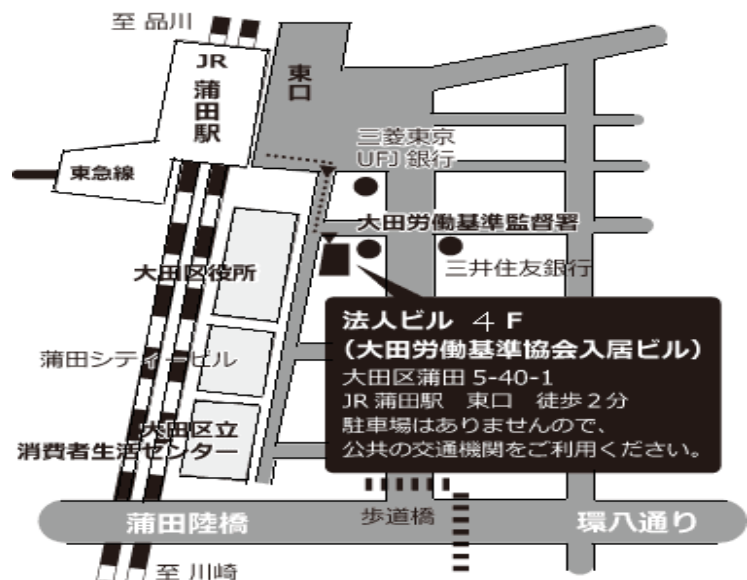 至 品川
JR
蒲田駅
東口
東急線
三菱東京
UFJ 銀行
大田労働基準監督署
三井住友銀行
大田区役所
法人ビル 4 F
(大田労働基準協会入居ビル)
大田区蒲田 5-40-1
JR 蒲田駅 東口 徒歩 2 分
駐車場はありませんので、
公共の交通機関をご利用ください。
蒲田シティービル
大田区立
消費者生活センター
蒲田陸橋
歩道橋
環八通り
至 川崎